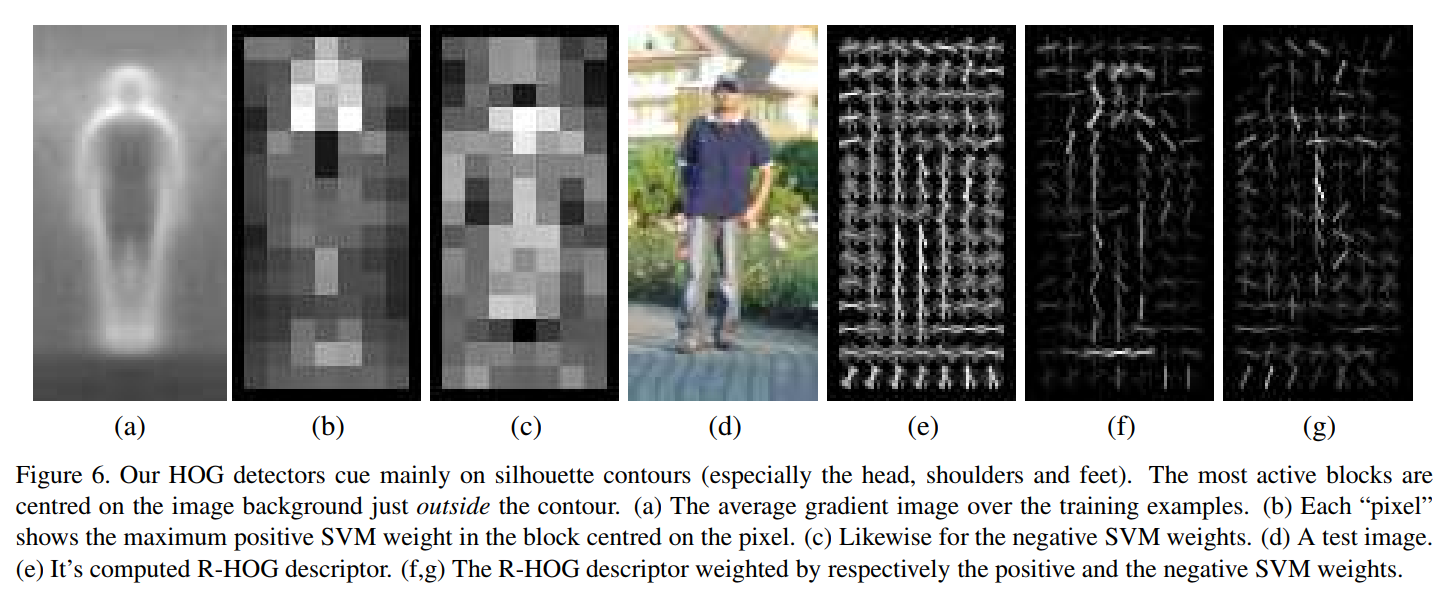 (a) (b) (c) (d) (e) (f) (g)
Figure 6. Our HOG detectors cue mainly on silhouette contours (especially the head, shoulders and feet). The most active blocks are
centred on the image background just outside the contour. (a) The average gradient image over the training examples. (b) Each “pixel”
shows the maximum positive SVM weight in the block centred on the pixel. (c) Likewise for the negative SVM weights. (d) A test image.
(e) It’s computed R-HOG descriptor. (f,g) The R-HOG descriptor weighted by respectively the positive and the negative SVM weights.